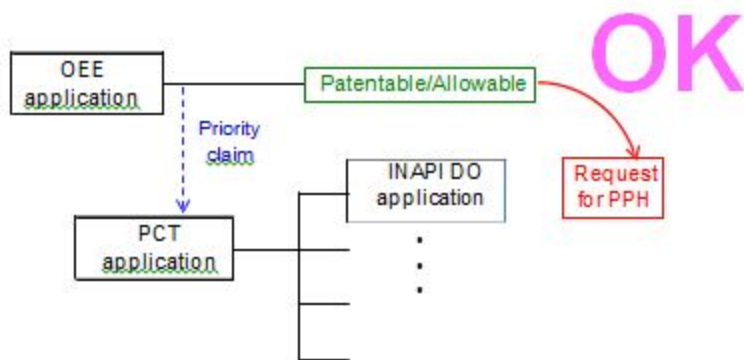 OK
OEE
application
Patentable/Allowable
Priority
claim
INAPI DO
application
Request
for PPH
PCT
application